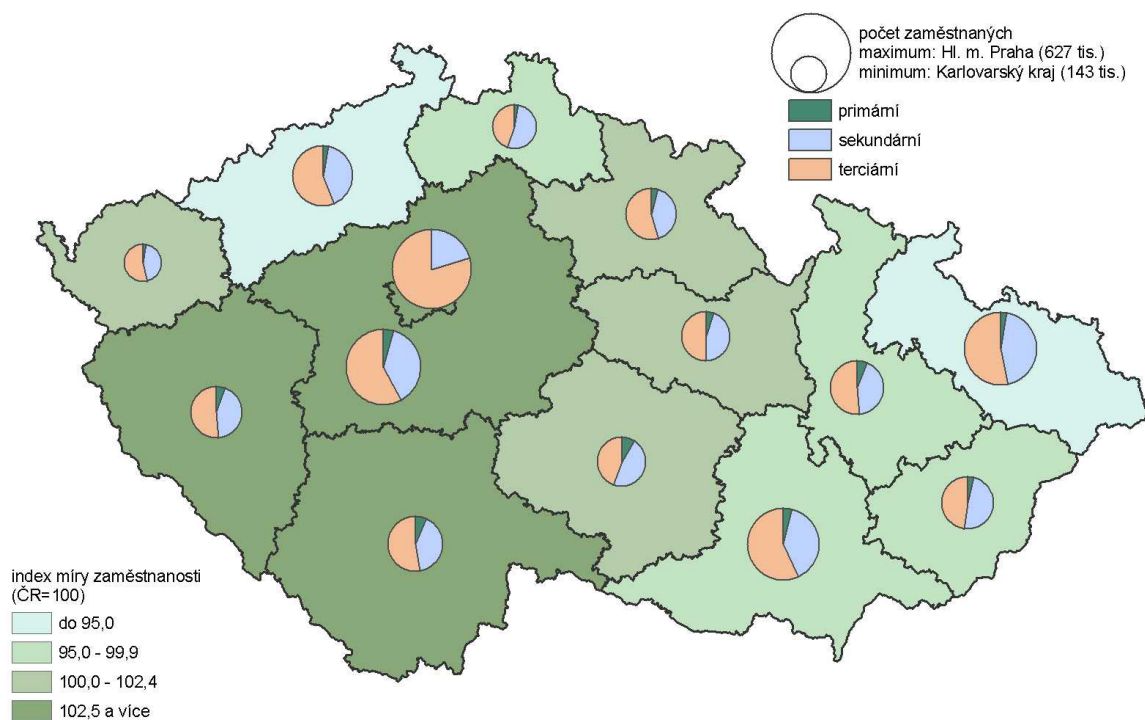 počet zaměstnaných
maximum: Hl. m. Praha (627 tis.)
minimum: Karlovarský kraj (143 tis.)
primární
sekundární
terciární
index míry zaměstnanosti
(ČR=100)
do 95,0
95,0 - 99,9
100,0 - 102,4
102,5 a více